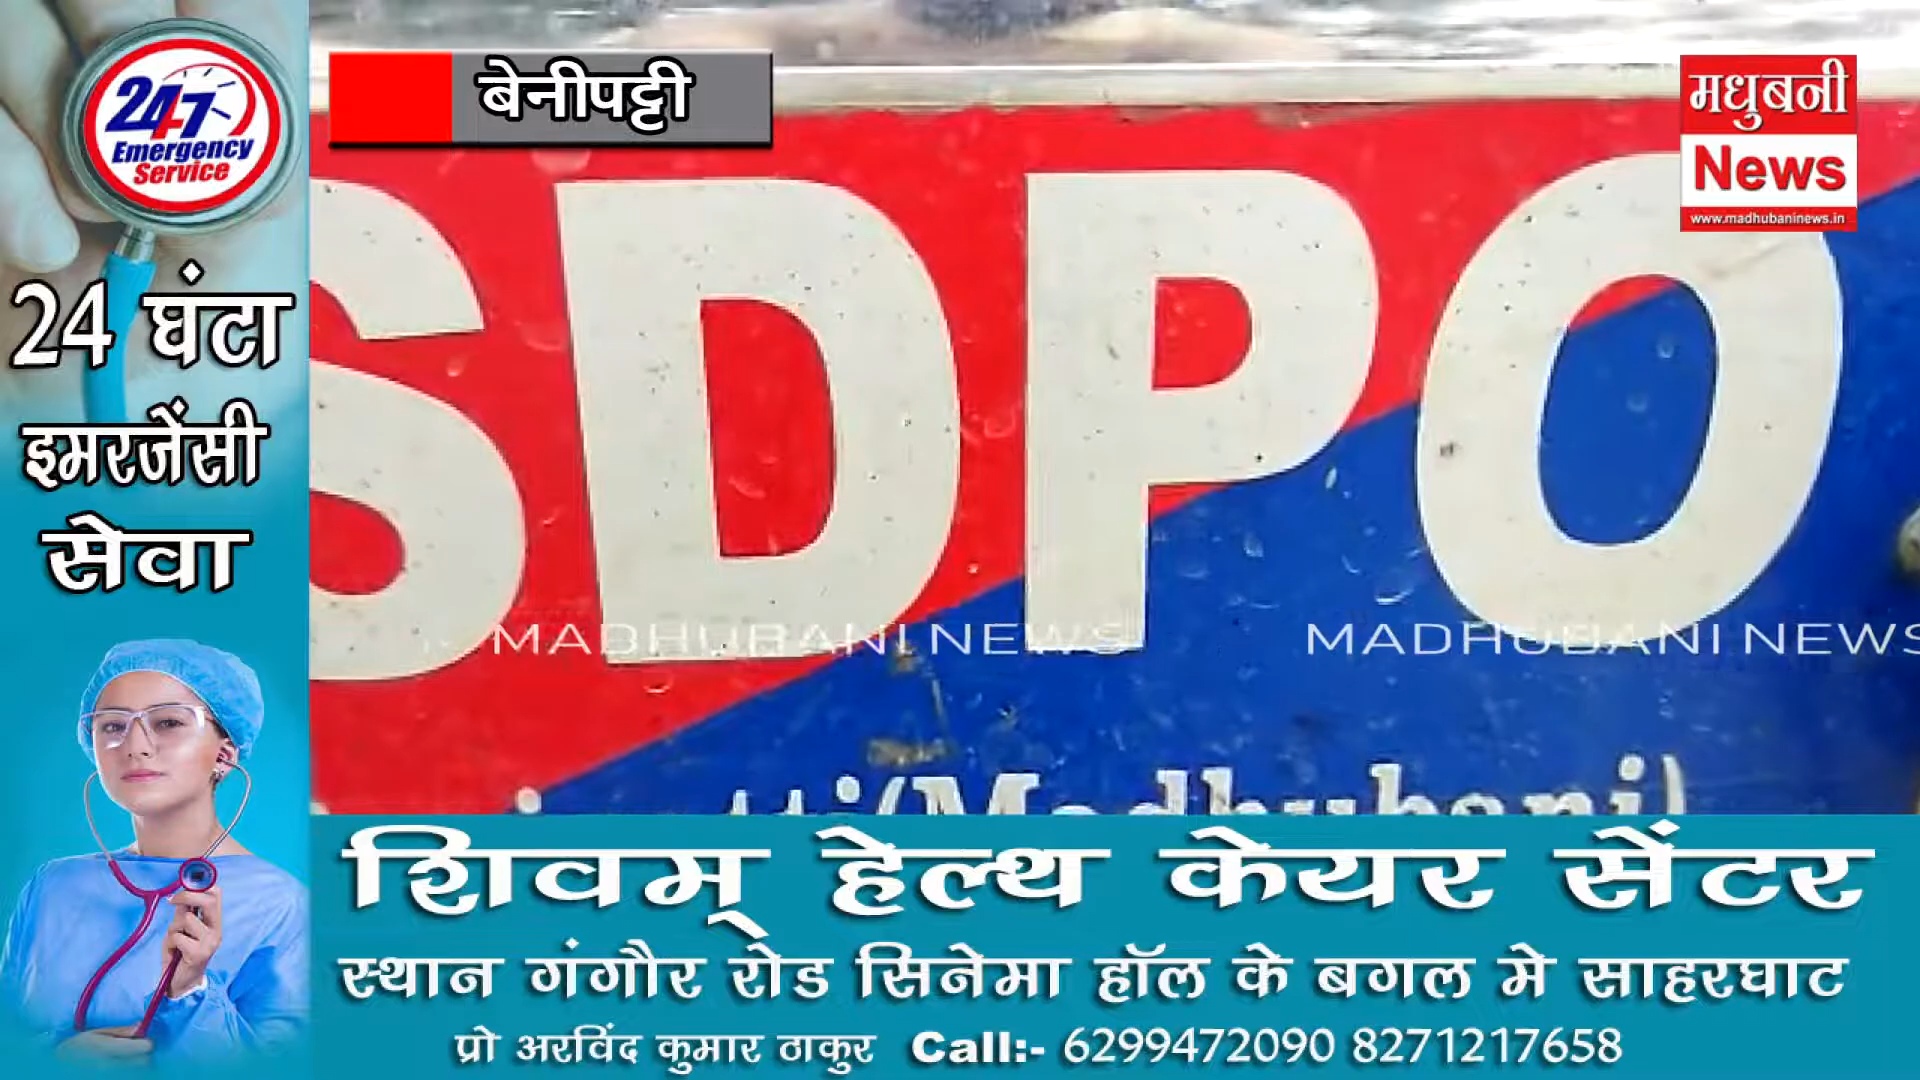 24-7
Emergency
Service
24 घंटा
इमरजेंसी
सेवा
बेनीपट्टी
मधुबनी
News
www.madhubaninews.in
SDPO
MADHUBANI NEWS MADHUBANI NEWS
(Madhubani)
शिवम् हेल्थ केयर सेंटर
स्थान गंगौर रोड सिनेमा हॉल के बगल मे साहरघाट
प्रो अरविंद कुमार ठाकुर Call:- 6299472090 8271217658